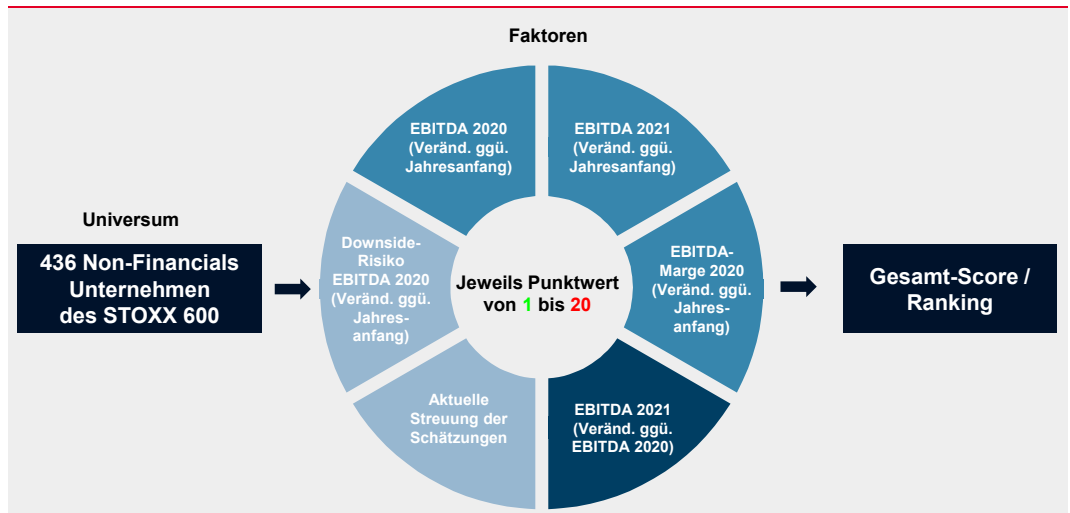 Faktoren
EBITDA 2020
(Veränd. ggü.
Jahresanfang)
EBITDA 2021
(Veränd. ggü.
Jahresanfang)
Universum
436 Non-Financials
Unternehmen
des STOXX 600
Downside-
Risiko
EBITDA 2020
(Veränd. ggü.
Jahres-
anfang)
Jeweils Punktwert
von 1 bis 20
EBITDA-
Marge 2020
(Veränd. ggü.
Jahres-
anfang)
Gesamt-Score /
Ranking
Aktuelle
Streuung der
Schätzungen
EBITDA 2021
(Veränd. ggü.
EBITDA 2020)